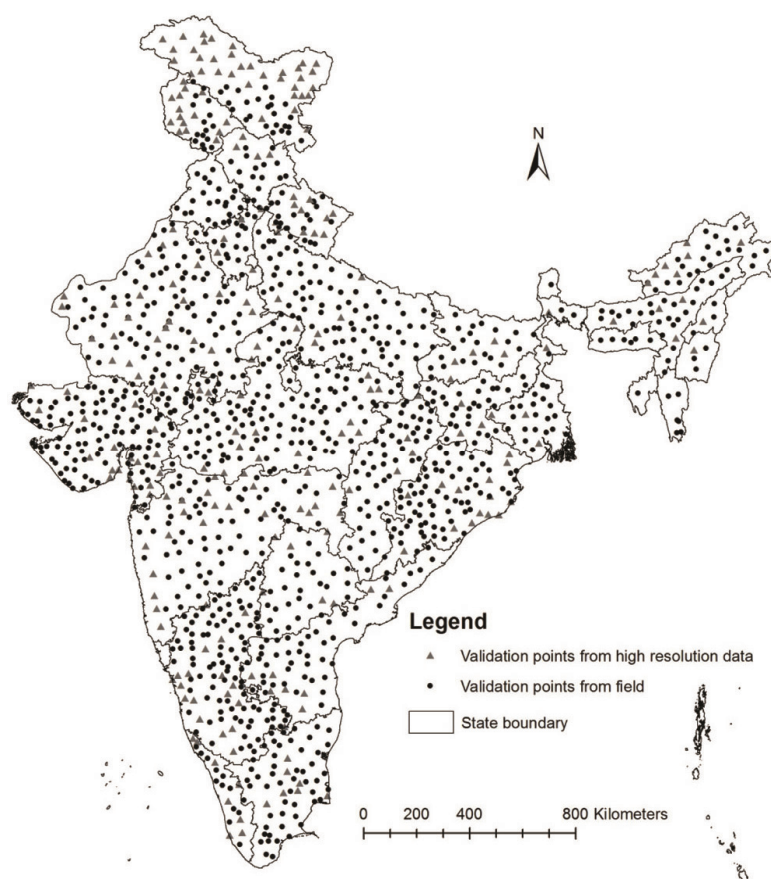 N
Legend
Validation points from high resolution data
Validation points from field
State boundary
0 200 400 800 Kilometers